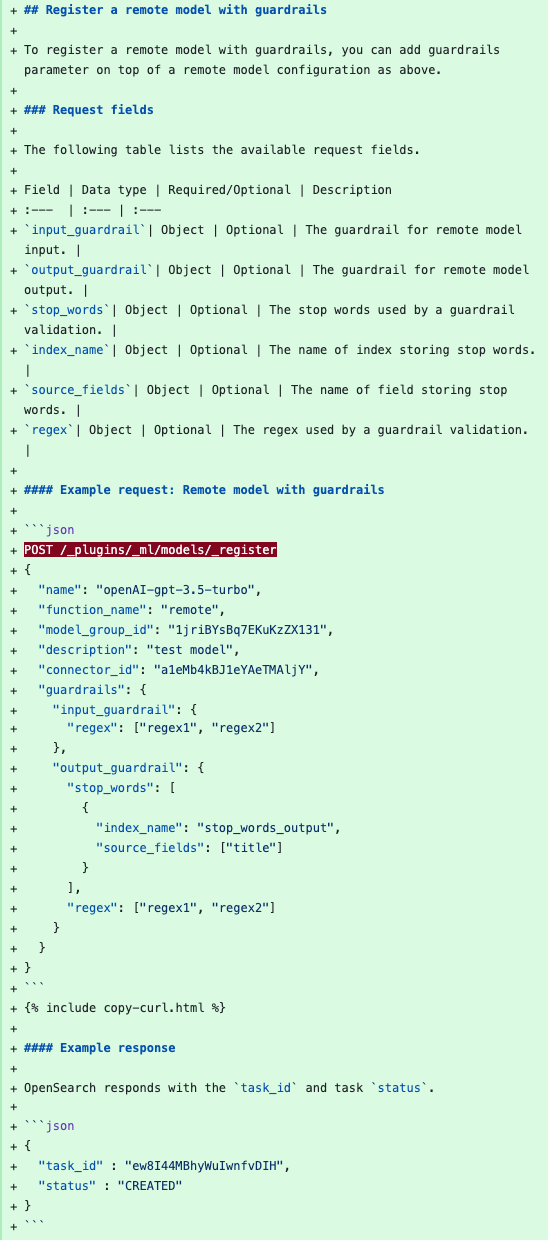 + ## Register a remote model with guardrails
+
+ To register a remote model with guardrails, you can add guardrails
parameter on top of a remote model configuration as above.
+
+ ### Request fields
+
+ The following table lists the available request fields.
+
+ Field | Data type | Required/Optional | Description
+ :---  | :--- | :---
+ `input_guardrail`| Object | Optional | The guardrail for remote model
input. |
+ `output_guardrail`| Object | Optional | The guardrail for remote model
output. |
+ `stop_words`| Object | Optional | The stop words used by a guardrail
validation. |
+ `index_name`| Object | Optional | The name of index storing stop words.
|
+ `source_fields`| Object | Optional | The name of field storing stop
words. |
+ `regex`| Object | Optional | The regex used by a guardrail validation.
|
+
+ #### Example request: Remote model with guardrails
+
+ ```json
+ POST /_plugins/_ml/models/_register
+ {
+   "name": "openAI-gpt-3.5-turbo",
+   "function_name": "remote",
+   "model_group_id": "1jriBYsBq7EKuKzZX131",
+   "description": "test model",
+   "connector_id": "a1eMb4kBJ1eYAeTMAljY",
+   "guardrails": {
+     "input_guardrail": {
+       "regex": ["regex1", "regex2"]
+     },
+     "output_guardrail": {
+       "stop_words": [
+         {
+           "index_name": "stop_words_output",
+           "source_fields": ["title"]
+         }
+       ],
+       "regex": ["regex1", "regex2"]
+     }
+   }
+ }
+ ```
+ {% include copy-curl.html %}
+
+ #### Example response
+
+ OpenSearch responds with the `task_id` and task `status`.
+
+ ```json
+ {
+   "task_id" : "ew8I44MBhyWuIwnfvDIH",
+   "status" : "CREATED"
+ }
+ ```